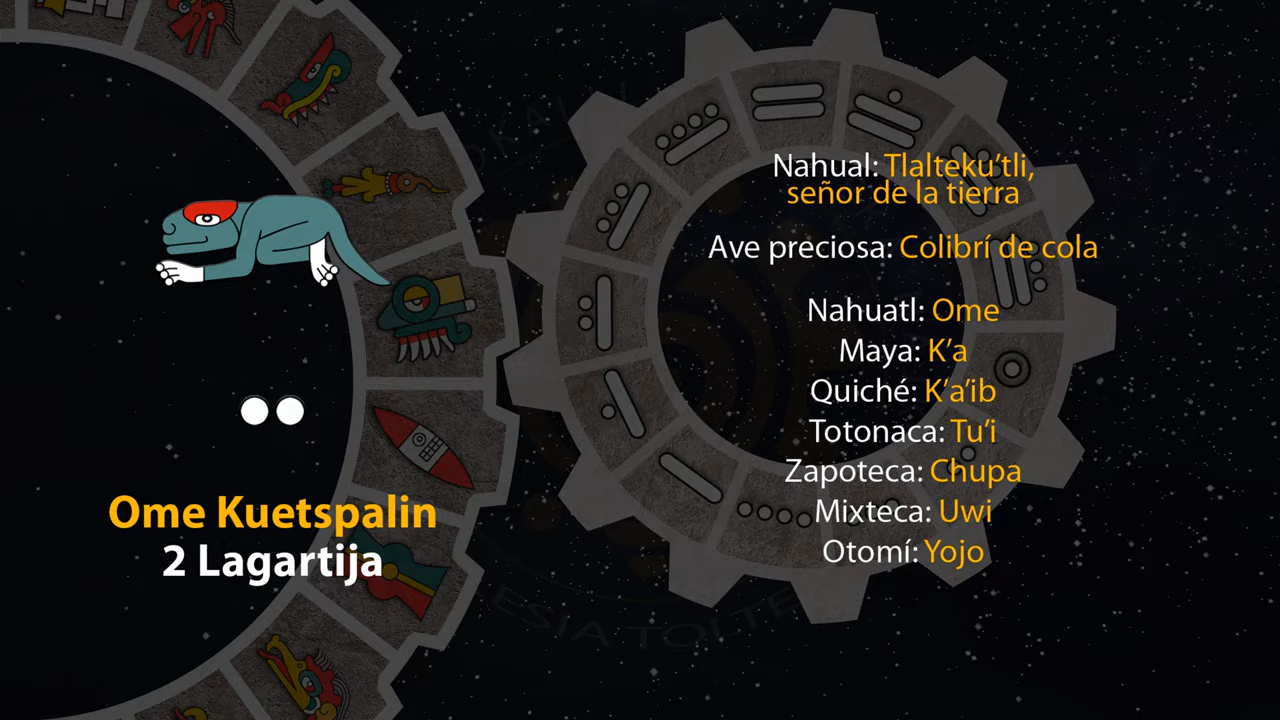 Nahual: Tlalteku’tli,
señor de la tierra
Ave preciosa: Colibrí de cola
Nahuatl: Ome
Maya: K’a
Quiché: K’a’ib
Totonaca: Tu’i
Zapoteca: Chupa
Mixteca: Uwi
Otomí: Yojo
Ome Kuetspalin
2 Lagartija